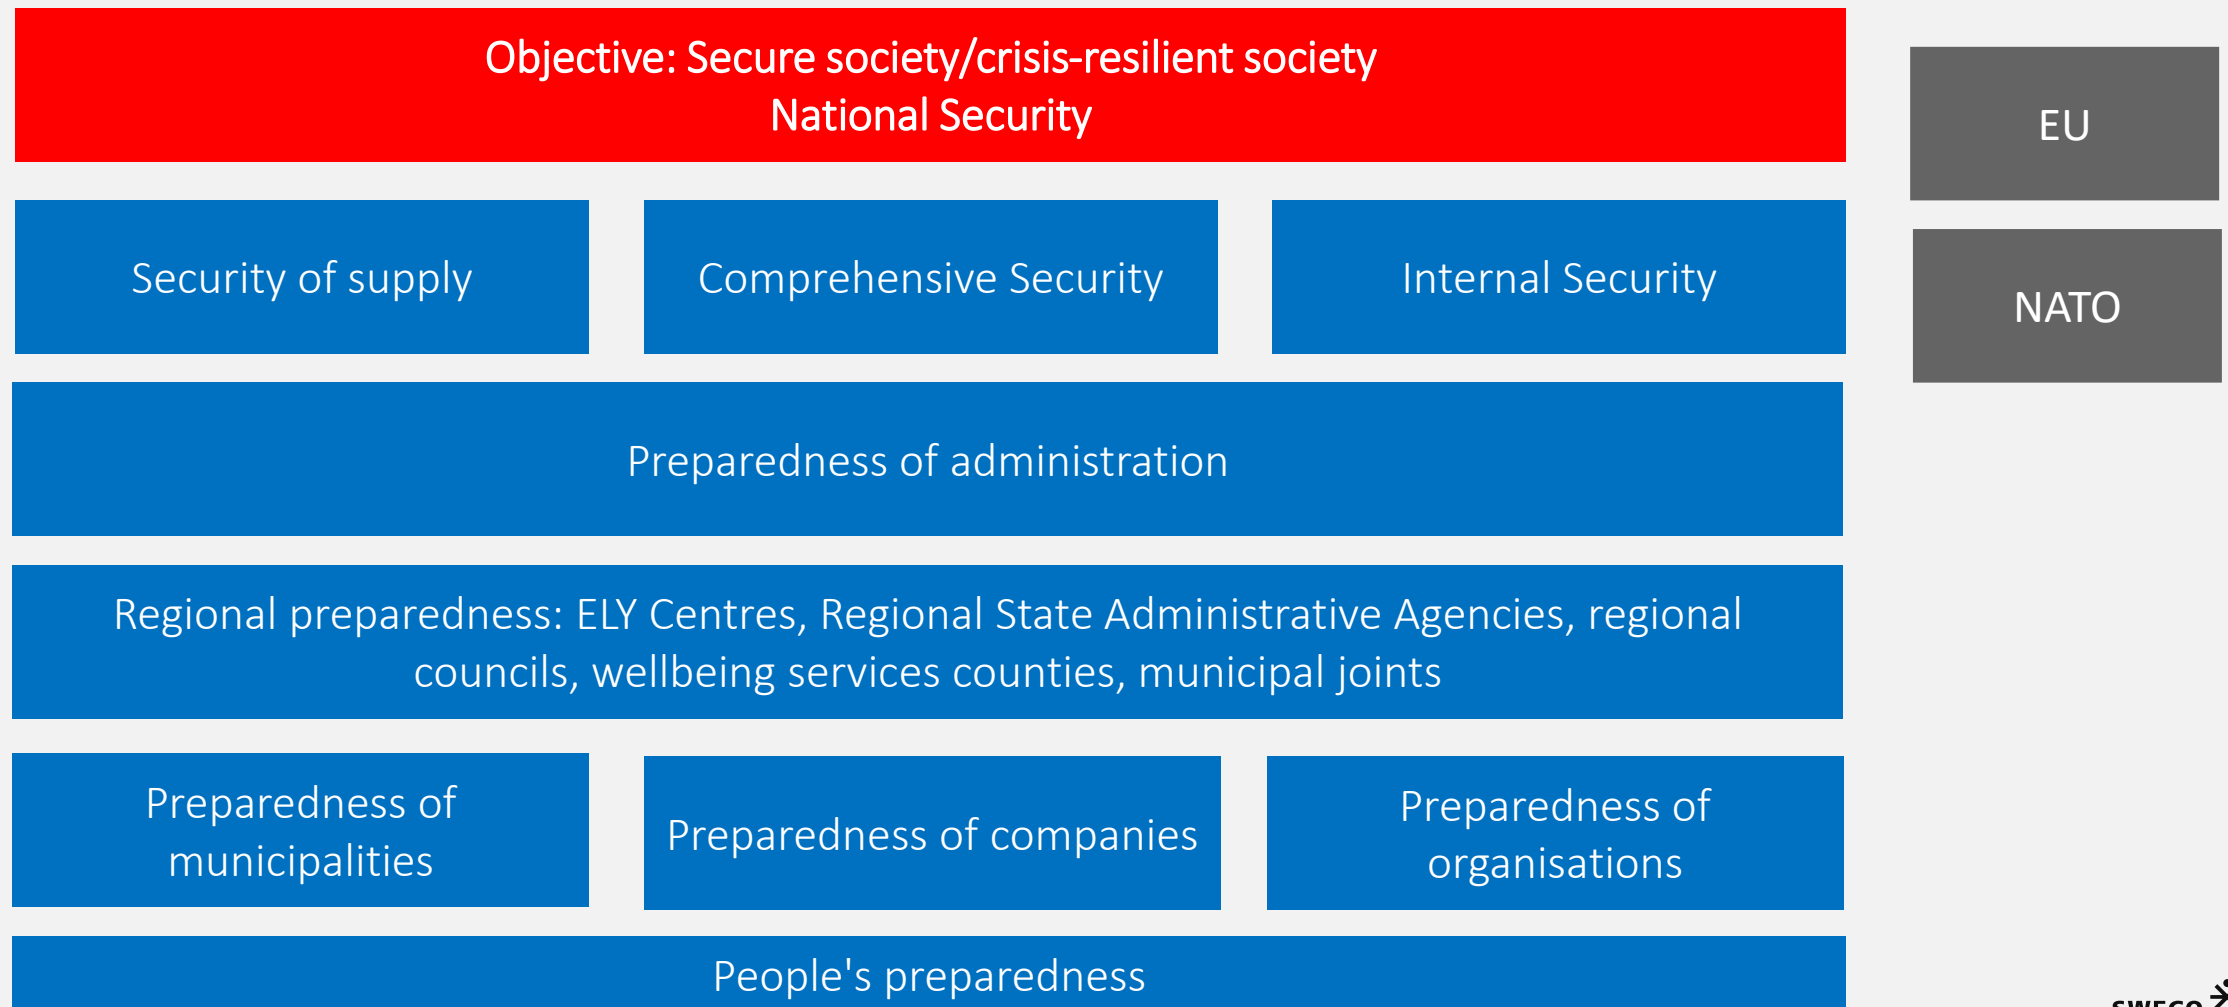 Objective: Secure society/crisis-resilient society
National Security
EU
Security of supply
Comprehensive Security
Internal Security
NATO
Preparedness of administration
Regional preparedness: ELY Centres, Regional State Administrative Agencies, regional
councils, wellbeing services counties, municipal joints
Preparedness of
municipalities
Preparedness of companies
Preparedness of
organisations
People's preparedness
SWECO